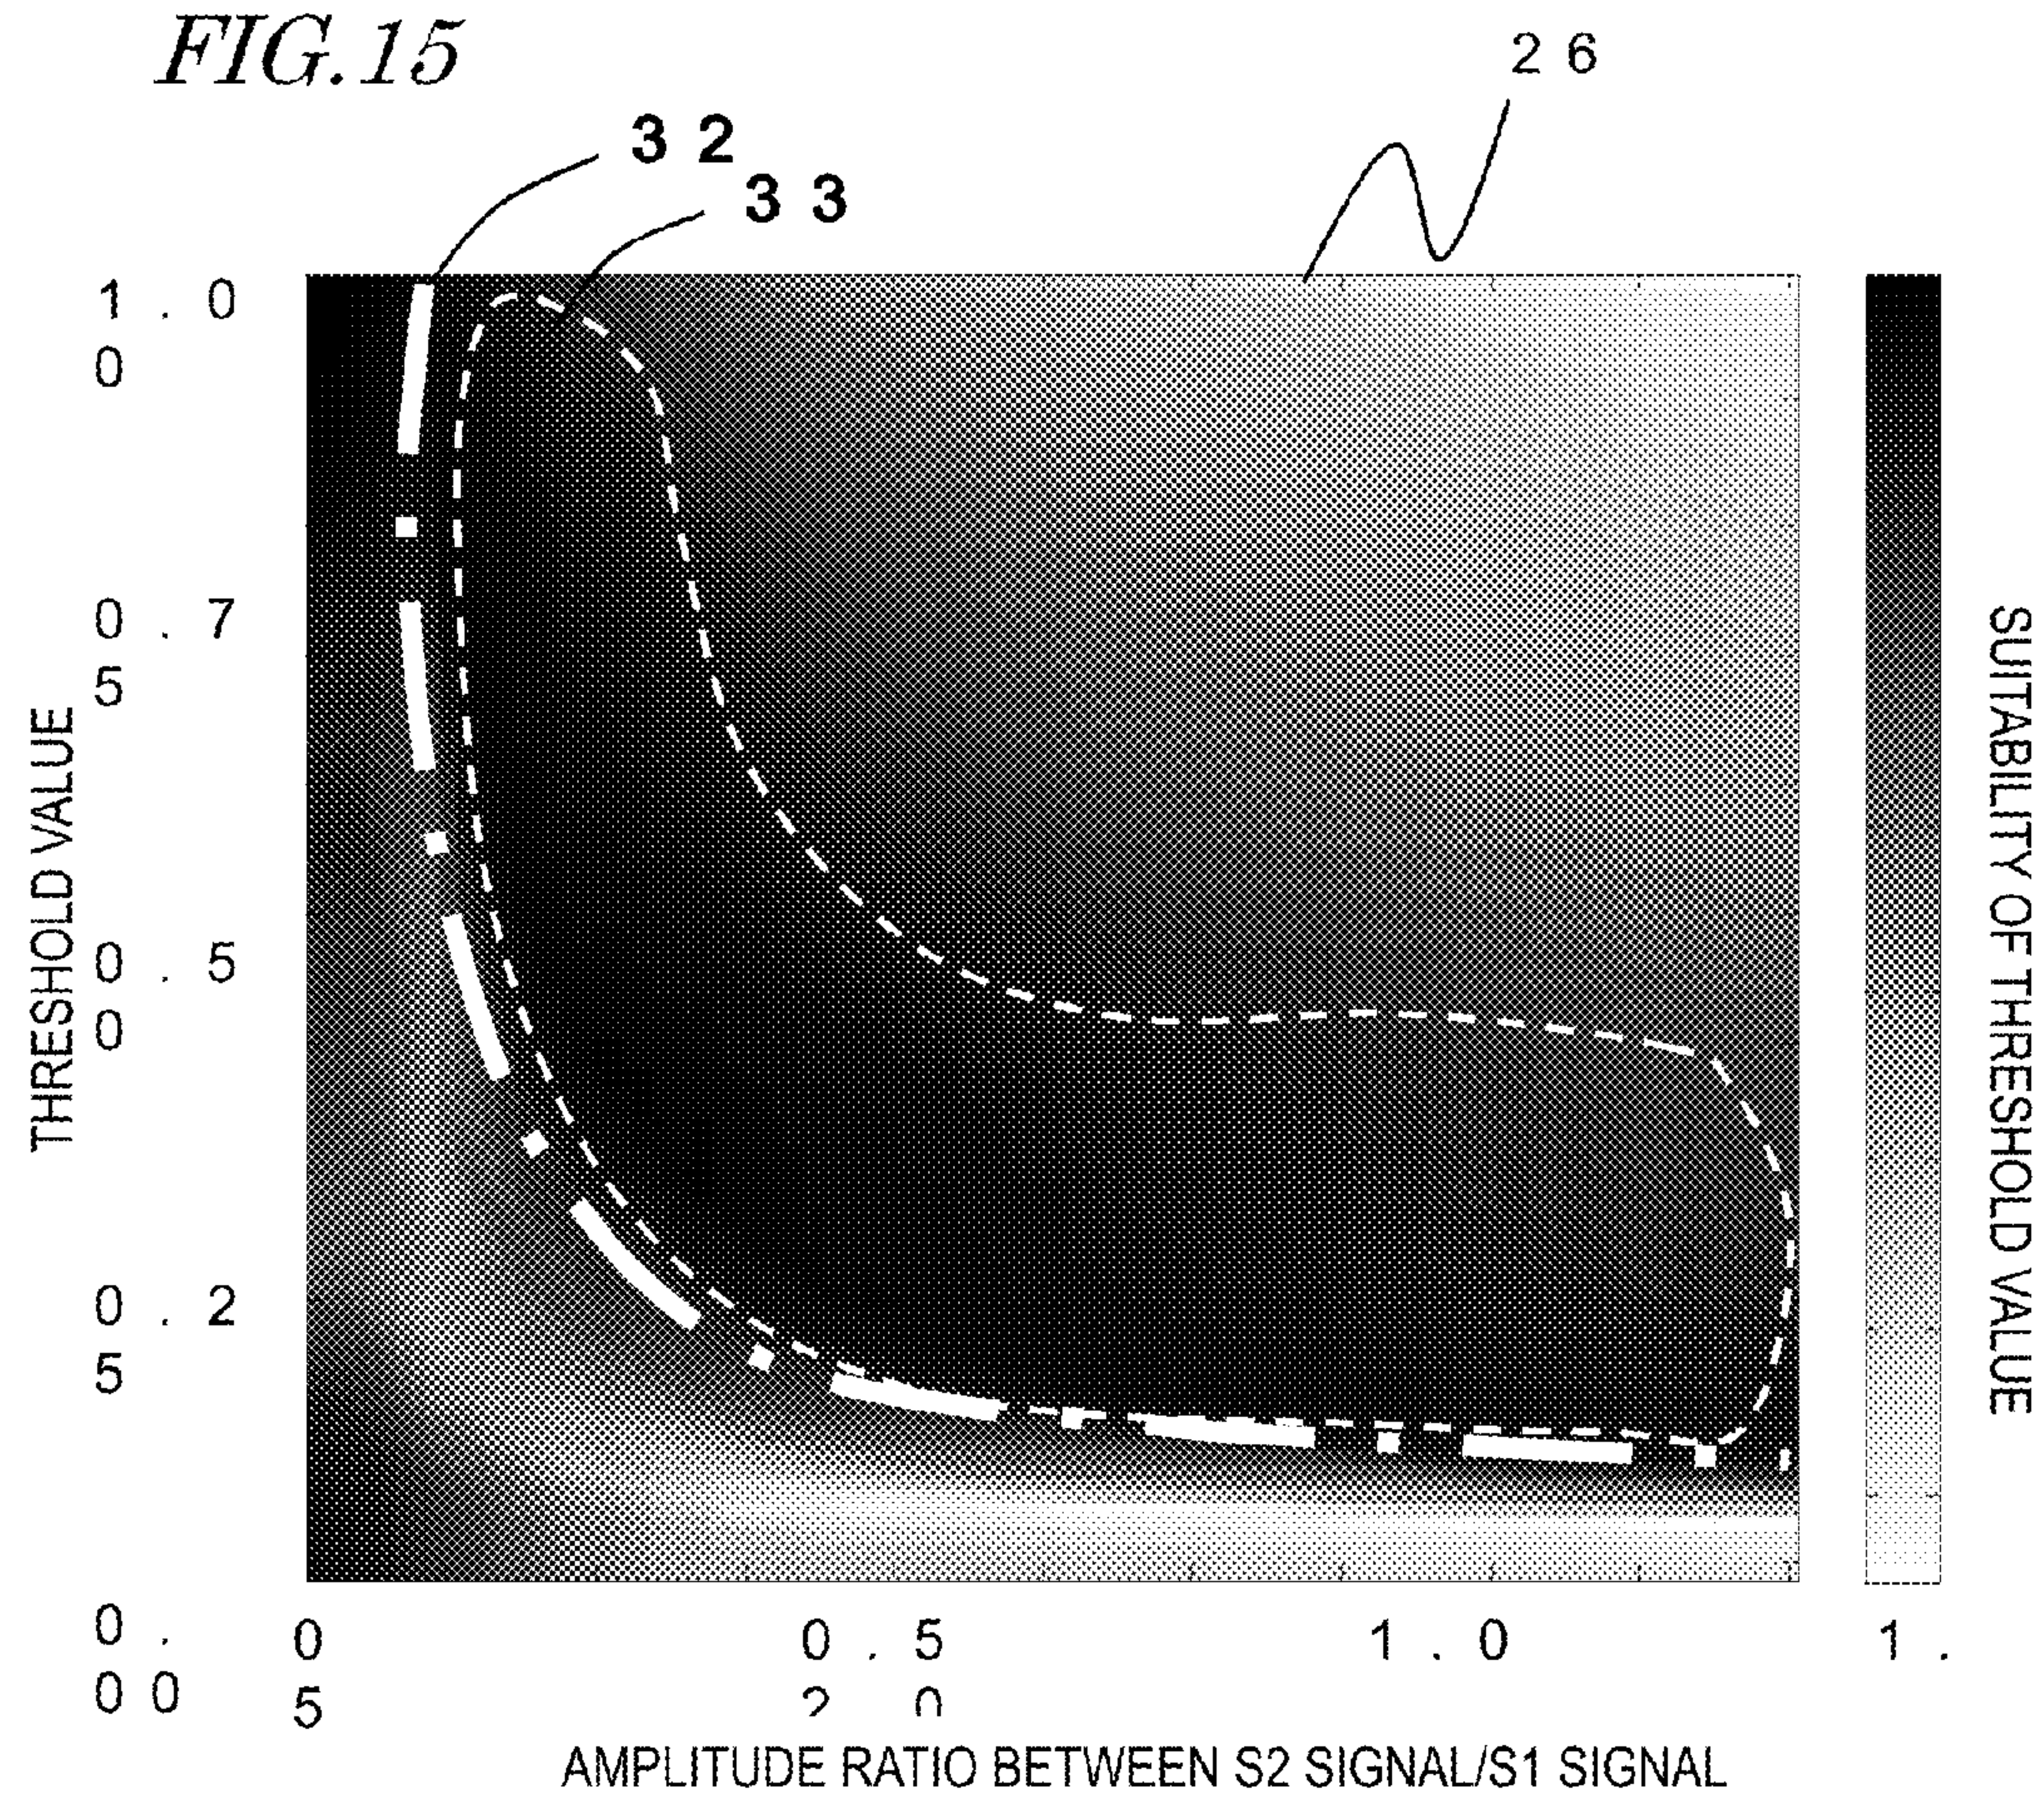 FIG.15
26
32
33
1.0
0
0.7
5
0.5
0
0.2
5
0.
00
THRESHOLD VALUE
SUITABILITY OF THRESHOLD VALUE
0 0.5 1.0 1.
5 2 0
AMPLITUDE RATIO BETWEEN S2 SIGNAL/S1 SIGNAL